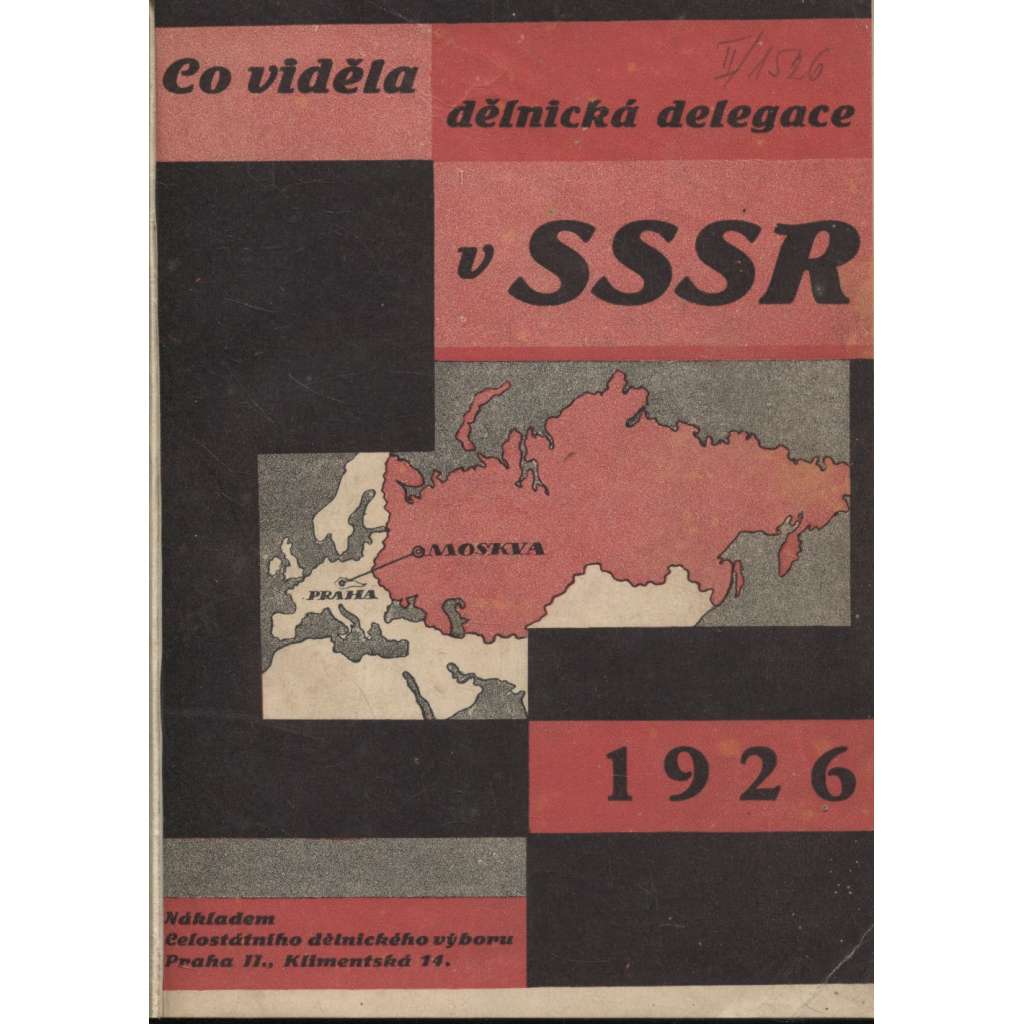 II/1526
Co viděla
dělnická delegace
v SSSR
MOSKVA
PRAHA
1926
Nákladem
Celostátního dělnického výboru
Praha II., Klimentská 14.